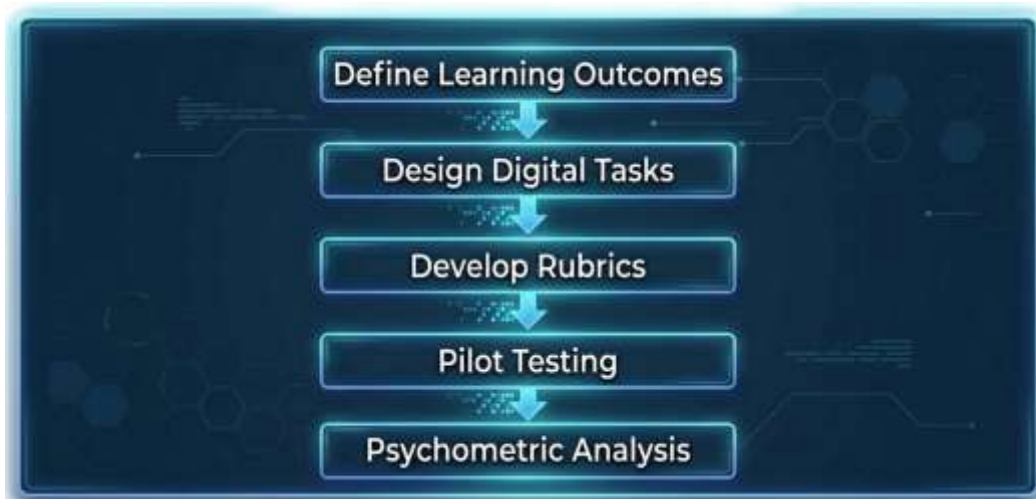 Define Learning Outcomes
Design Digital Tasks
Develop Rubrics
Pilot Testing
Psychometric Analysis